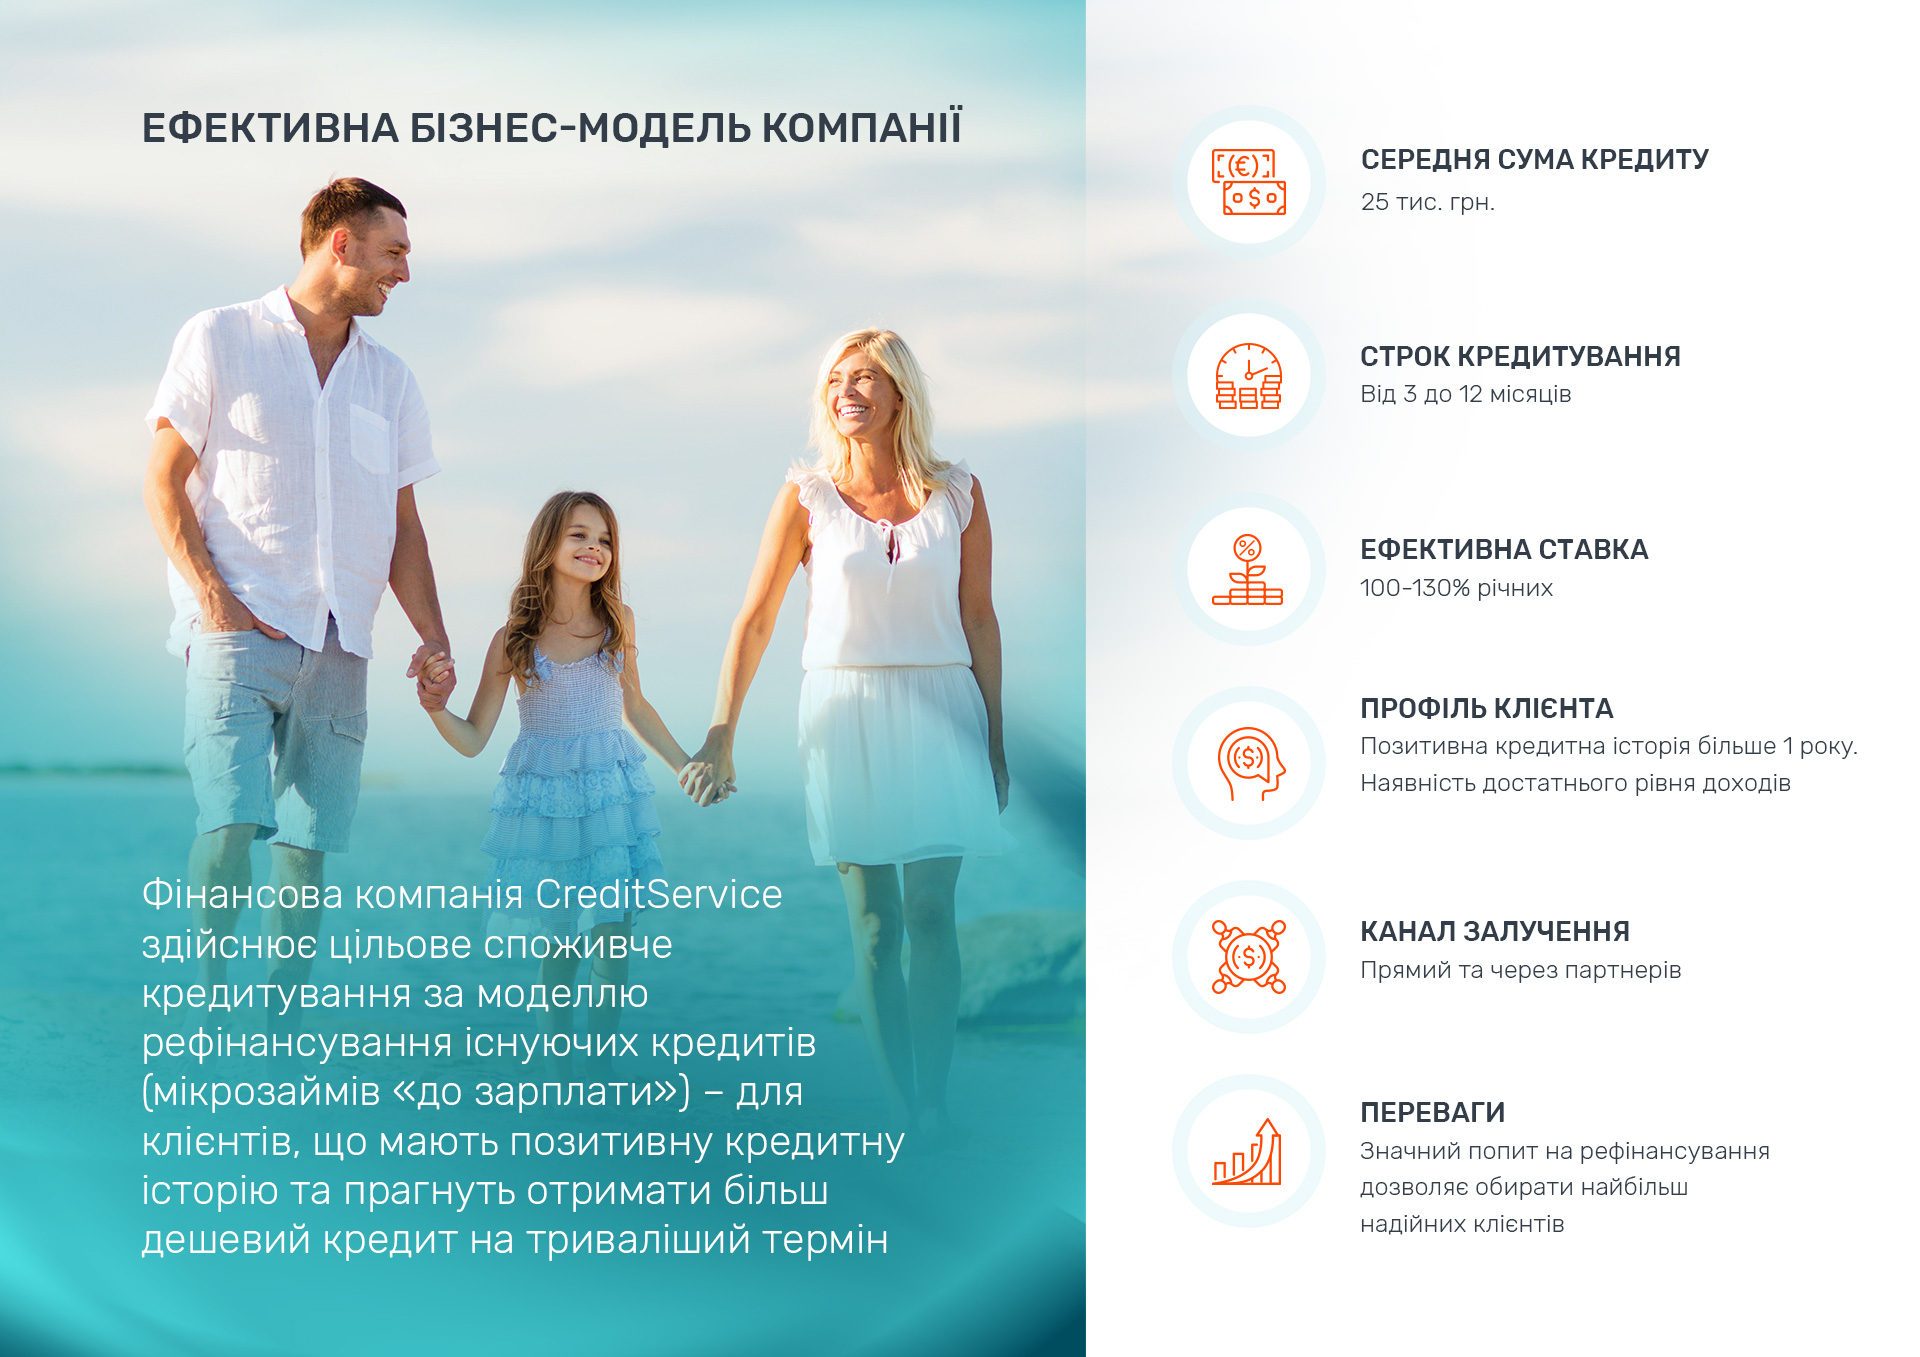 ЕФЕКТИВНА БІЗНЕС-МОДЕЛЬ КОМПАНІЇ
Фінансова компанія CreditService
здійснює цільове споживче
кредитування за моделлю
рефінансування існуючих кредитів
(мікрозаймів «до зарплати») – для
клієнтів, що мають позитивну кредитну
історію та прагнуть отримати більш
дешевий кредит на триваліший термін
СЕРЕДНЯ СУМА КРЕДИТУ
25 тис. грн.
СТРОК КРЕДИТУВАННЯ
Від 3 до 12 місяців
ЕФЕКТИВНА СТАВКА
100-130% річних
ПРОФІЛЬ КЛІЄНТА
Позитивна кредитна історія більше 1 року.
Наявність достатнього рівня доходів
КАНАЛ ЗАЛУЧЕННЯ
Прямий та через партнерів
ПЕРЕВАГИ
Значний попит на рефінансування
дозволяє обирати найбільш
надійних клієнтів